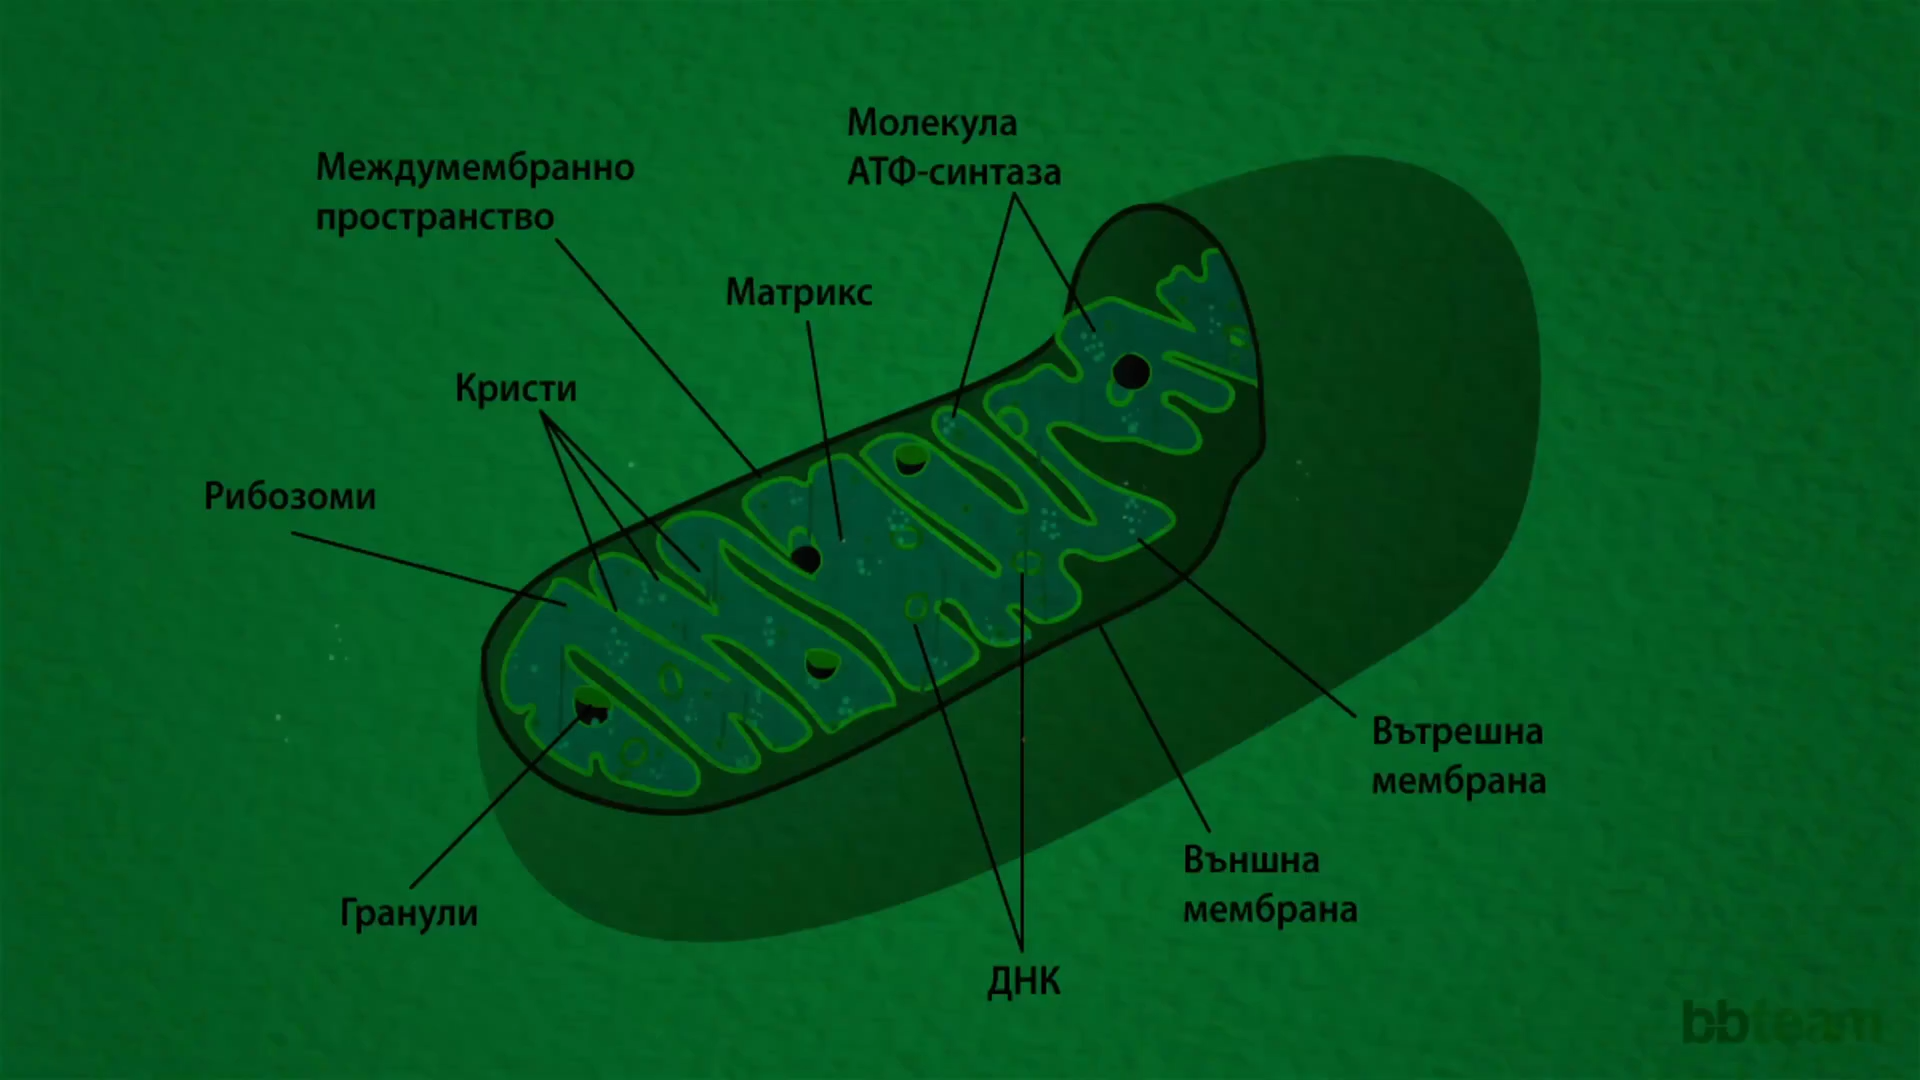 Молекула
АТФ-синтаза
Междумембранно
пространство
Матрикс
Кристи
Рибозоми
Вътрешна
мембрана
Външна
мембрана
Гранули
ДНК
bbteam